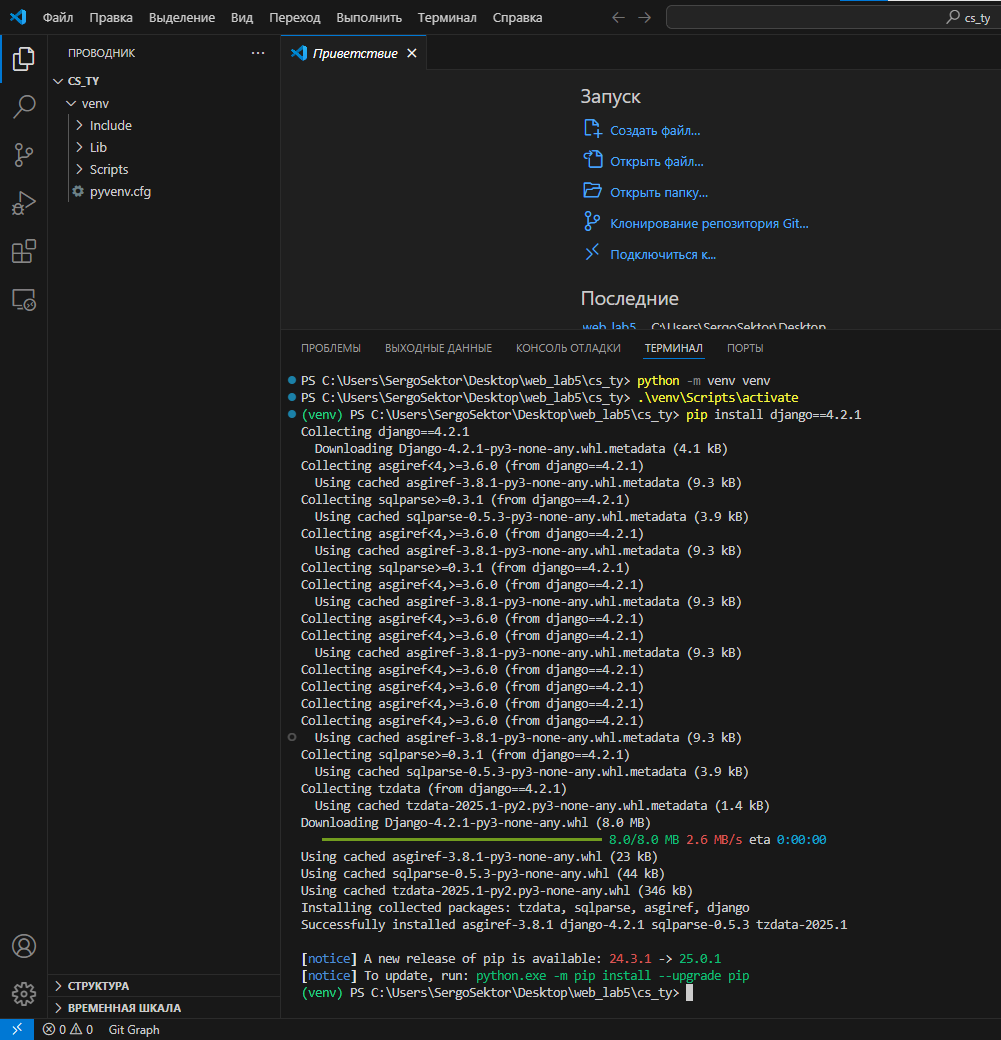 Файл Правка Выделение Вид Переход Выполнить Терминал Справка
cs_ty
ПРОВОДНИК
CS_TY
venv
Include
Lib
Scripts
pyvenv.cfg
СТРУКТУРА
ВРЕМЕННАЯ ШКАЛА
Приветствие
Запуск
Создать файл...
Открыть файл...
Открыть папку...
Клонирование репозитория Git...
Подключиться к...
Последние
web_lab5 C:\Users\SergoSektor\Desktop
ПРОБЛЕМЫ ВЫХОДНЫЕ ДАННЫЕ КОНСОЛЬ ОТЛАДКИ ТЕРМИНАЛ ПОРТЫ
PS C:\Users\SergoSektor\Desktop\web_lab5\cs_ty> python -m venv venv
PS C:\Users\SergoSektor\Desktop\web_lab5\cs_ty> .\venv\Scripts\activate
(venv) PS C:\Users\SergoSektor\Desktop\web_lab5\cs_ty> pip install django==4.2.1
Collecting django==4.2.1
Downloading Django-4.2.1-py3-none-any.whl.metadata (4.1 kB)
Collecting asgiref<4,>=3.6.0 (from django==4.2.1)
Using cached asgiref-3.8.1-py3-none-any.whl.metadata (9.3 kB)
Collecting sqlparse>=0.3.1 (from django==4.2.1)
Using cached sqlparse-0.5.3-py3-none-any.whl.metadata (3.9 kB)
Collecting asgiref<4,>=3.6.0 (from django==4.2.1)
Using cached asgiref-3.8.1-py3-none-any.whl.metadata (9.3 kB)
Collecting sqlparse>=0.3.1 (from django==4.2.1)
Collecting asgiref<4,>=3.6.0 (from django==4.2.1)
Using cached asgiref-3.8.1-py3-none-any.whl.metadata (9.3 kB)
Collecting asgiref<4,>=3.6.0 (from django==4.2.1)
Collecting asgiref<4,>=3.6.0 (from django==4.2.1)
Using cached asgiref-3.8.1-py3-none-any.whl.metadata (9.3 kB)
Collecting asgiref<4,>=3.6.0 (from django==4.2.1)
Collecting asgiref<4,>=3.6.0 (from django==4.2.1)
Collecting asgiref<4,>=3.6.0 (from django==4.2.1)
Collecting asgiref<4,>=3.6.0 (from django==4.2.1)
Using cached asgiref-3.8.1-py3-none-any.whl.metadata (9.3 kB)
Collecting sqlparse>=0.3.1 (from django==4.2.1)
Using cached sqlparse-0.5.3-py3-none-any.whl.metadata (3.9 kB)
Collecting tzdata (from django==4.2.1)
Using cached tzdata-2025.1-py2.py3-none-any.whl.metadata (1.4 kB)
Downloading Django-4.2.1-py3-none-any.whl (8.0 MB)
8.0/8.0 MB 2.6 MB/s eta 0:00:00
Using cached asgiref-3.8.1-py3-none-any.whl (23 kB)
Using cached sqlparse-0.5.3-py3-none-any.whl (44 kB)
Using cached tzdata-2025.1-py2.py3-none-any.whl (346 kB)
Installing collected packages: tzdata, sqlparse, asgiref, django
Successfully installed asgiref-3.8.1 django-4.2.1 sqlparse-0.5.3 tzdata-2025.1
[notice] A new release of pip is available: 24.3.1 -> 25.0.1
[notice] To update, run: python.exe -m pip install --upgrade pip
(venv) PS C:\Users\SergoSektor\Desktop\web_lab5\cs_ty>
0 0 Git Graph